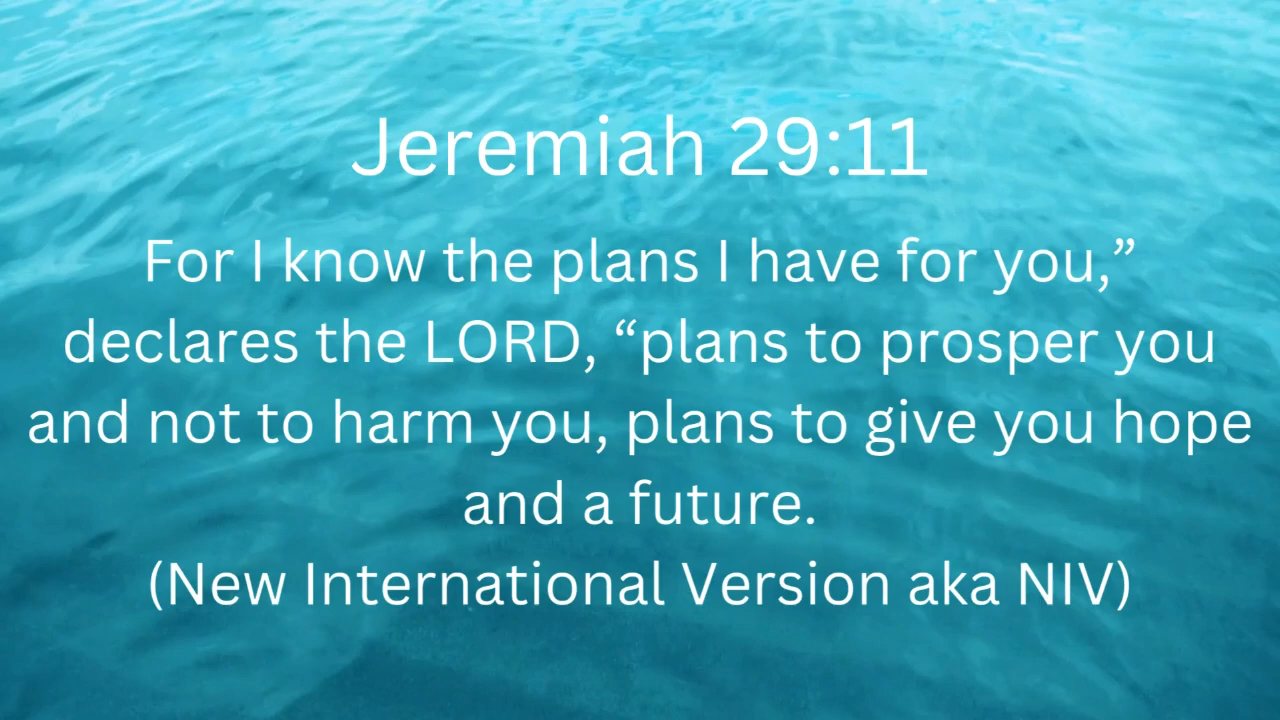 Jeremiah 29:11
For I know the plans I have for you,”
declares the LORD, “plans to prosper you
and not to harm you, plans to give you hope
and a future.
(New International Version aka NIV)